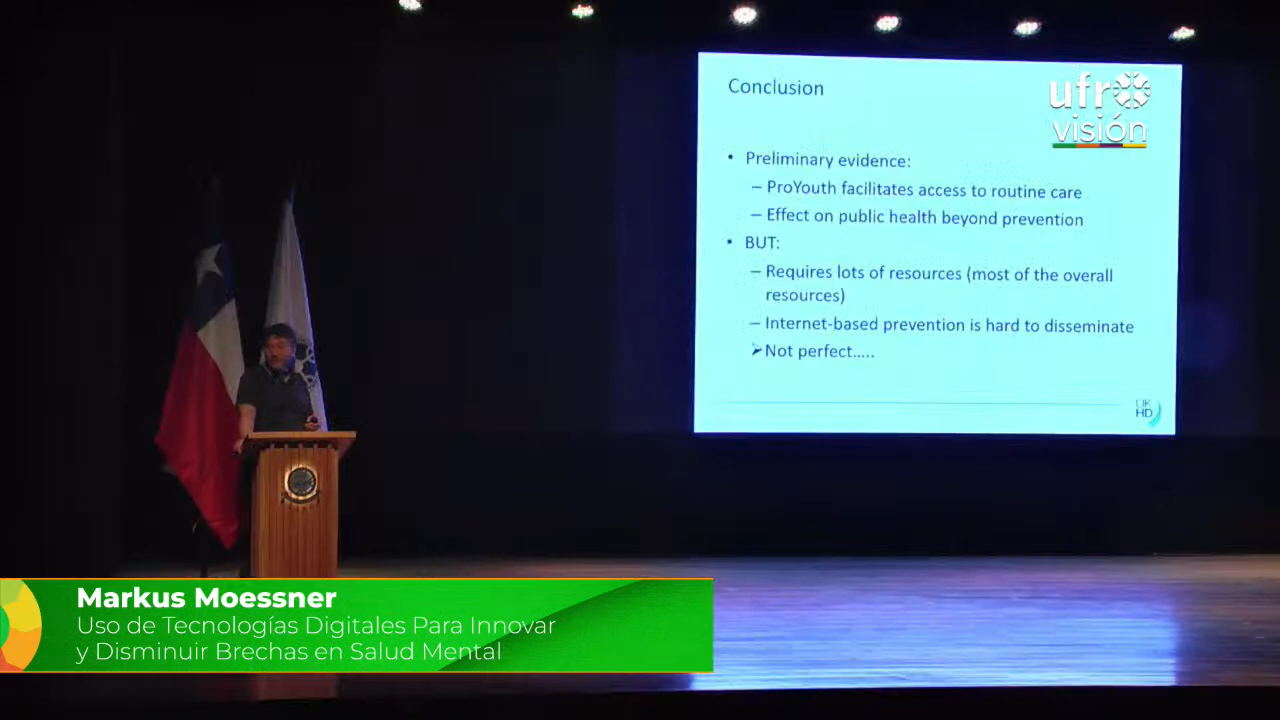 Conclusion
ufro
visión
• Preliminary evidence:
– ProYouth facilitates access to routine care
– Effect on public health beyond prevention
• BUT:
– Requires lots of resources (most of the overall
resources)
– Internet-based prevention is hard to disseminate
➢Not perfect.....
UK
HD
Markus Moessner
Uso de Tecnologías Digitales Para Innovar
y Disminuir Brechas en Salud Mental